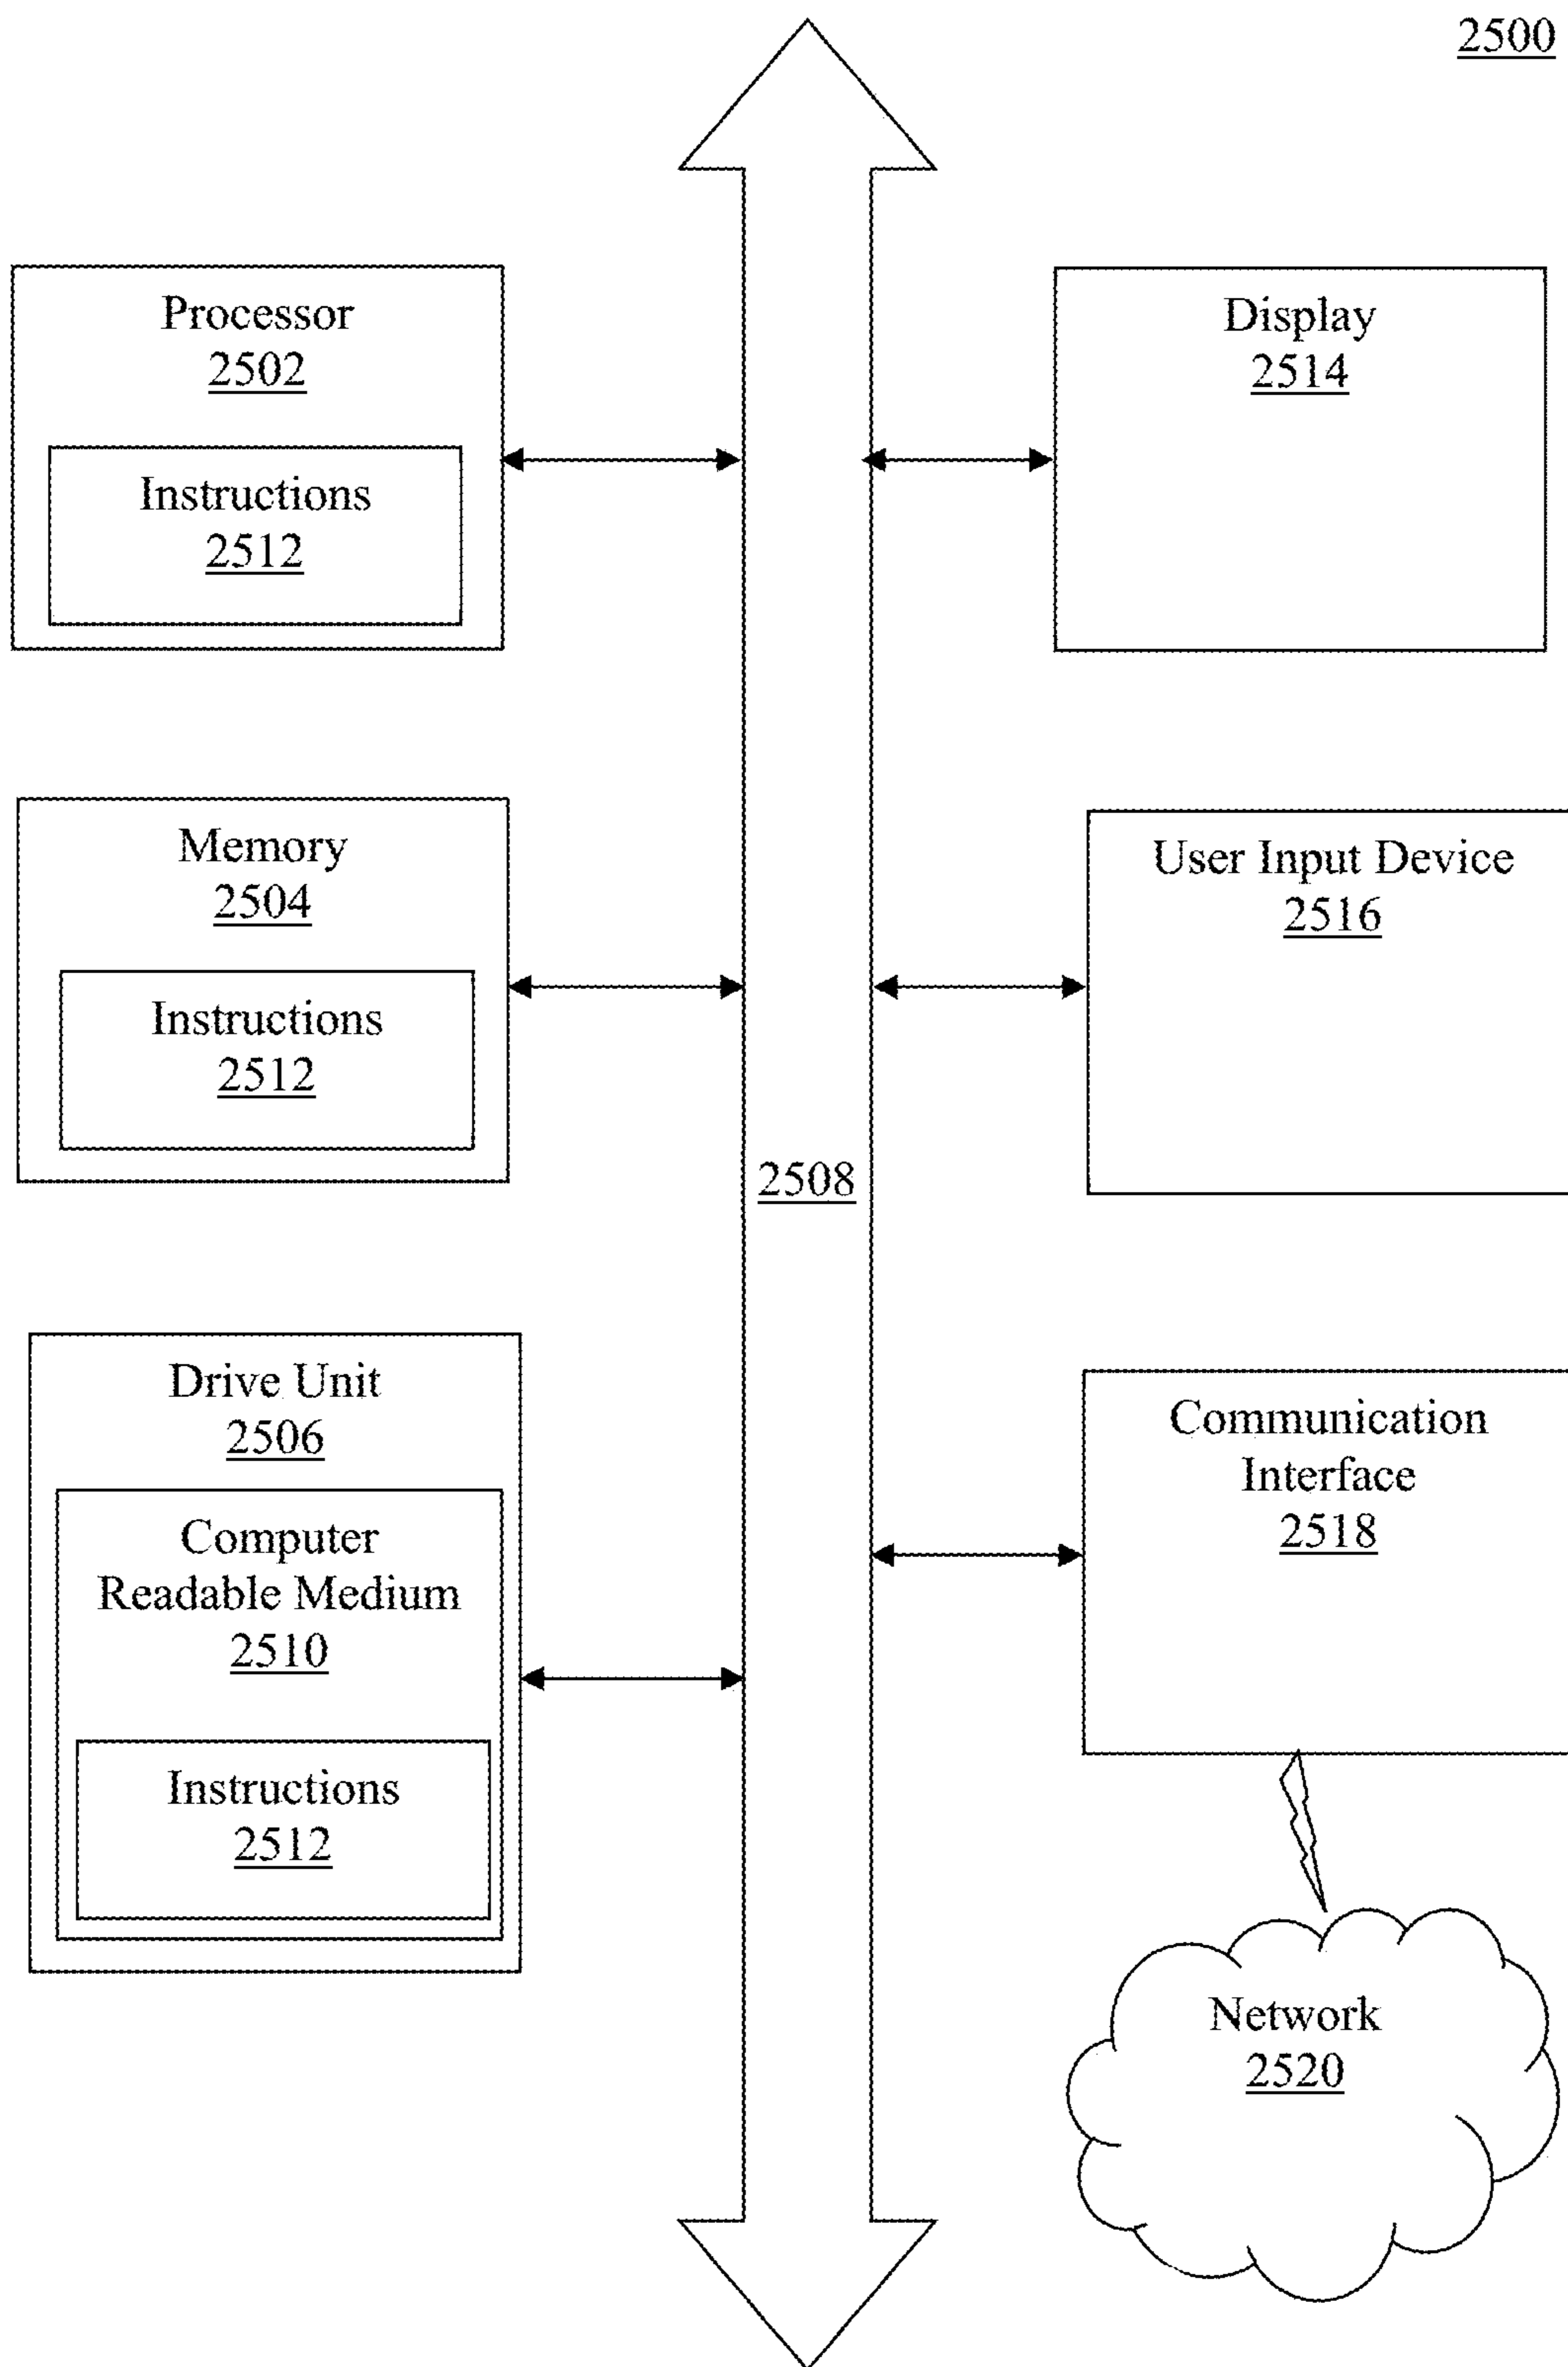 2500
Processor
2502
Instructions
2512
Memory
2504
Instructions
2512
Drive Unit
2506
Computer
Readable Medium
2510
Instructions
2512
2508
Display
2514
User Input Device
2516
Communication
Interface
2518
Network
2520